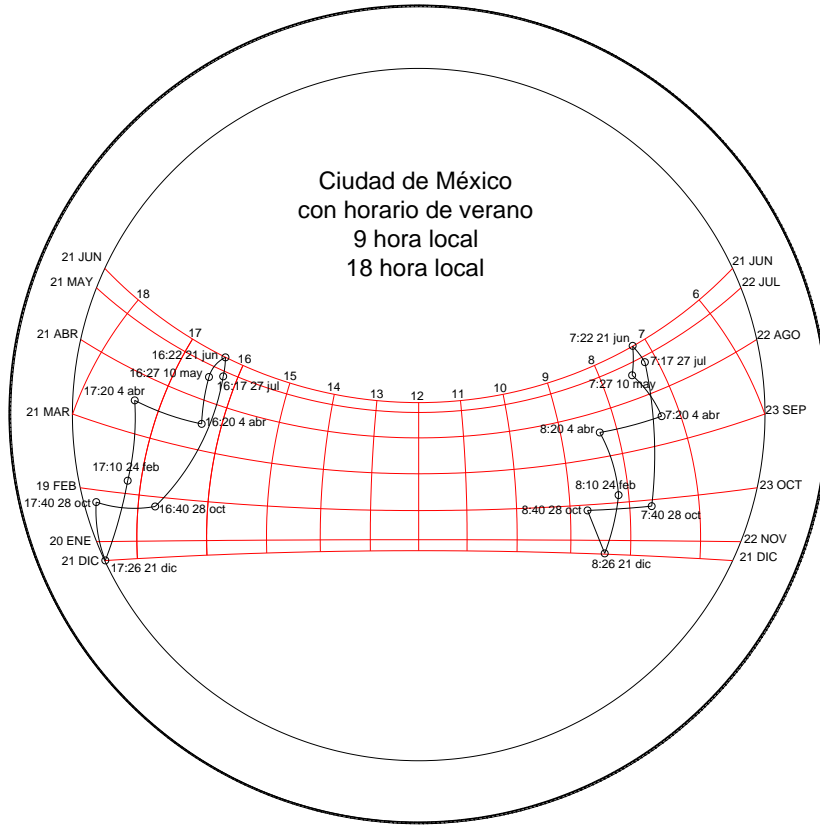 Ciudad de México
con horario de verano
9 hora local
18 hora local
21 JUN
21 JUN
21 MAY
22 JUL
18
6
21 ABR
17
7:22 21 jun
7
22 AGO
16:22 21 jun
16
8
7:17 27 jul
16:27 10 may
16:17 27 jul
15
9
7:27 10 may
14
13
12
11
10
17:20 4 abr
21 MAR
16:20 4 abr
8:20 4 abr
7:20 4 abr
23 SEP
17:10 24 feb
8:10 24 feb
19 FEB
23 OCT
17:40 28 oct
16:40 28 oct
8:40 28 oct
7:40 28 oct
20 ENE
22 NOV
21 DIC
17:26 21 dic
8:26 21 dic
21 DIC